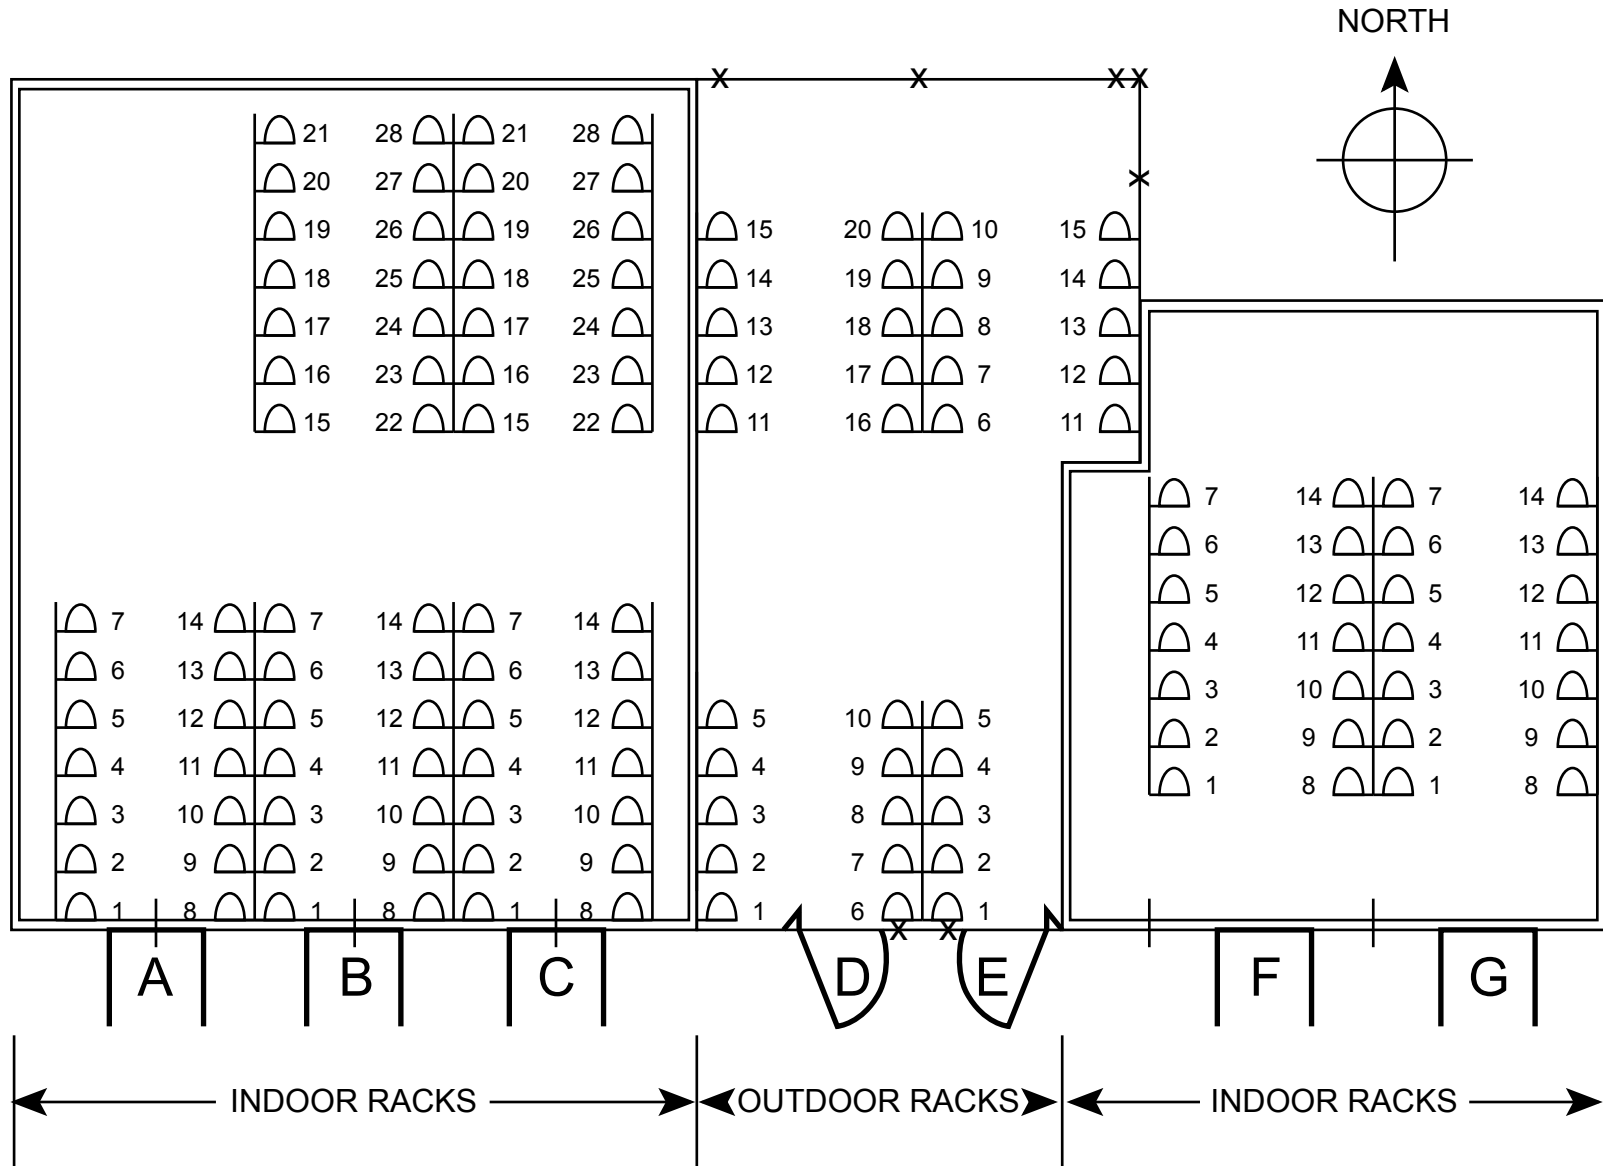 NORTH
X X X X
21 28 21 28
20 27 20 27
X
19 26 19 26 15 20 10 15
18 25 18 25 14 19 9 14
17 24 17 24 13 18 8 13
16 23 16 23 12 17 7 12
15 22 15 22 11 16 6 11
7 14 7 14
6 13 6 13
5 12 5 12
7 14 7 14 7 14
4 11 4 11
6 13 6 13 6 13
3 10 3 10
5 12 5 12 5 12 5 10 5
2 9 2 9
4 11 4 11 4 11 4 9 4
1 8 1 8
3 10 3 10 3 10 3 8 3
2 9 2 9 2 9 2 7 2
1 8 1 8 1 8 1 6 1
X X
A B C D E F G
INDOOR RACKS OUTDOOR RACKS INDOOR RACKS